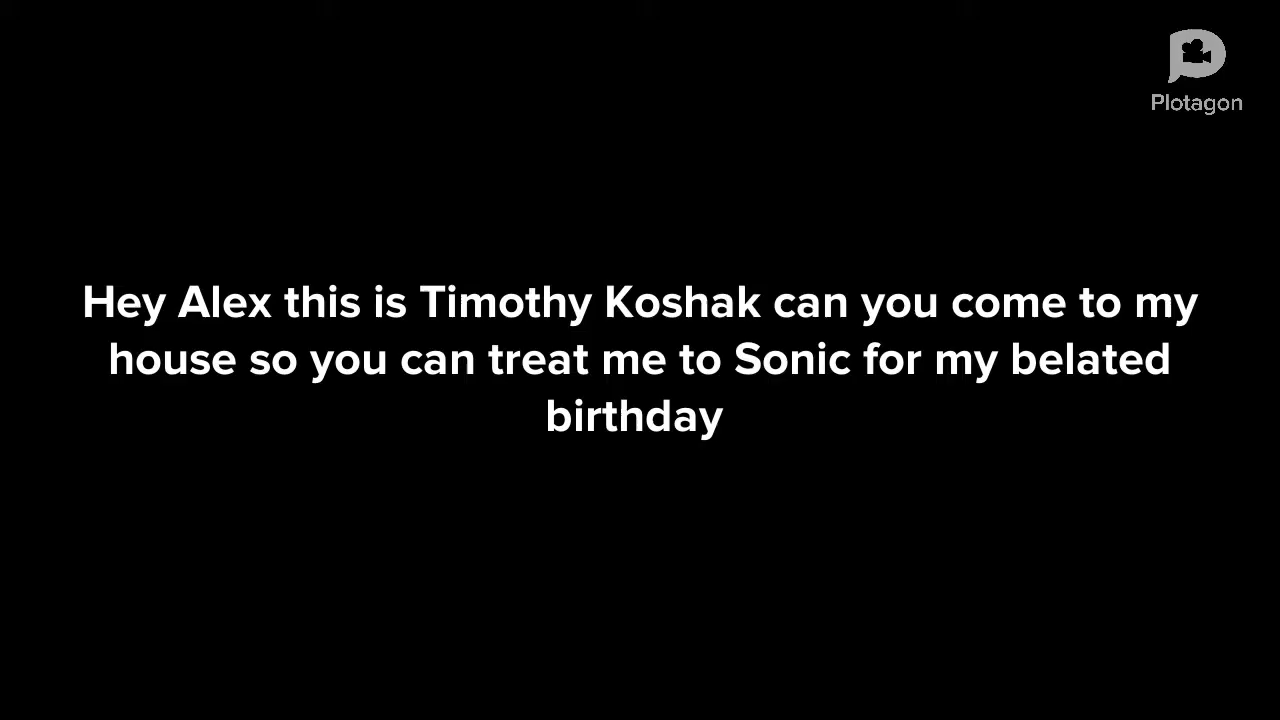 Plotagon
Hey Alex this is Timothy Koshak can you come to my
house so you can treat me to Sonic for my belated
birthday